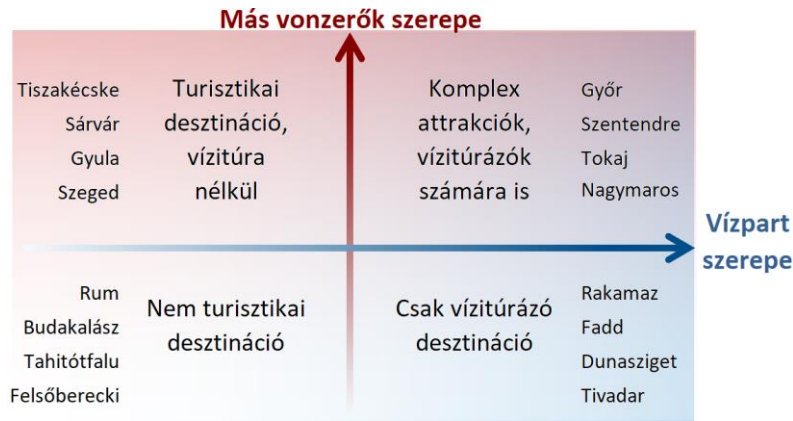 Más vonzerők szerepe
Tiszakécske
Sárvár
Gyula
Szeged
Turisztikai
desztináció,
vízitúra
nélkül
Komplex
attrakciók,
vízitúrázók
számára is
Győr
Szentendre
Tokaj
Nagymaros
Vízpart
szerepe
Rum
Budakalász
Tahitótfalu
Felsőberecki
Nem turisztikai
desztináció
Csak vízitúrázó
desztináció
Rakamaz
Fadd
Dunasziget
Tivadar